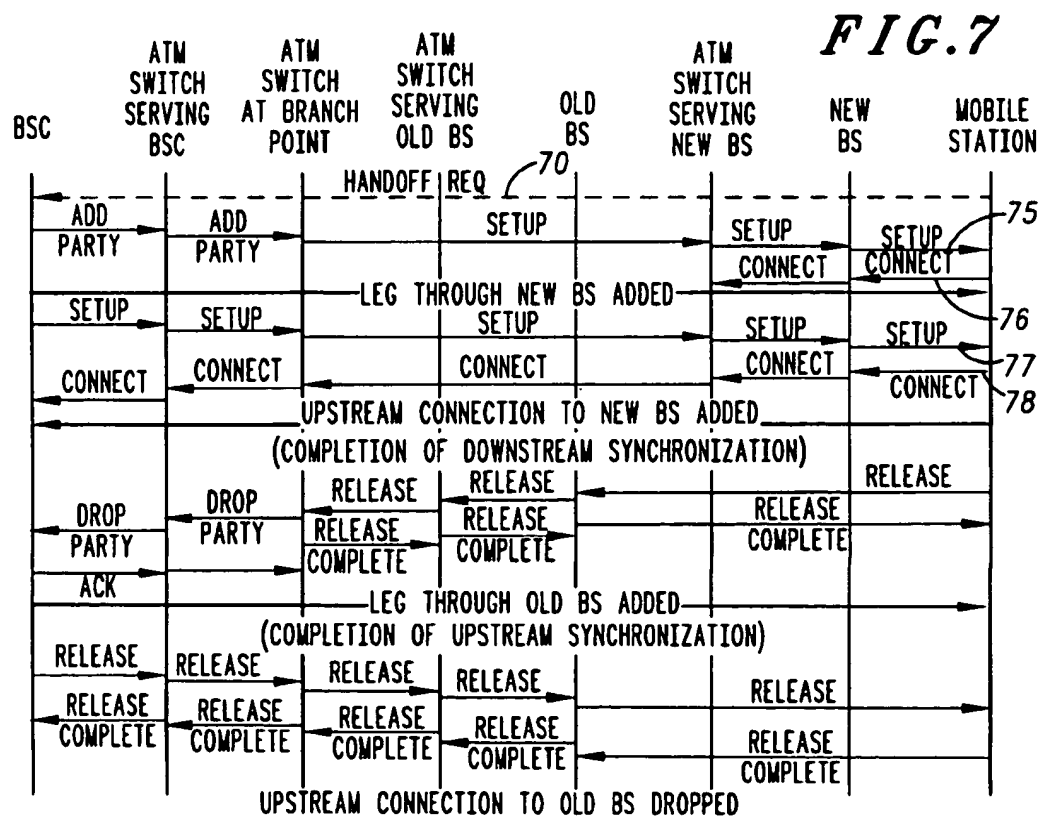 FIG.7
BSC
ATM
SWITCH
SERVING
BSC
ATM
SWITCH
AT BRANCH
POINT
ATM
SWITCH
SERVING
OLD BS
OLD
BS
ATM
SWITCH
SERVING
NEW BS
NEW
BS
MOBILE
STATION
HANDOFF REQ
70
ADD
PARTY
ADD
PARTY
SETUP
SETUP
SETUP
75
CONNECT
CONNECT
LEG THROUGH NEW BS ADDED
76
SETUP
SETUP
SETUP
SETUP
SETUP
77
CONNECT
CONNECT
CONNECT
CONNECT
CONNECT
78
UPSTREAM CONNECTION TO NEW BS ADDED
(COMPLETION OF DOWNSTREAM SYNCHRONIZATION)
RELEASE
RELEASE
RELEASE
DROP
PARTY
DROP
PARTY
RELEASE
COMPLETE
RELEASE
COMPLETE
RELEASE
COMPLETE
ACK
LEG THROUGH OLD BS ADDED
(COMPLETION OF UPSTREAM SYNCHRONIZATION)
RELEASE
RELEASE
RELEASE
RELEASE
RELEASE
RELEASE
COMPLETE
RELEASE
COMPLETE
RELEASE
COMPLETE
RELEASE
COMPLETE
RELEASE
COMPLETE
UPSTREAM CONNECTION TO OLD BS DROPPED